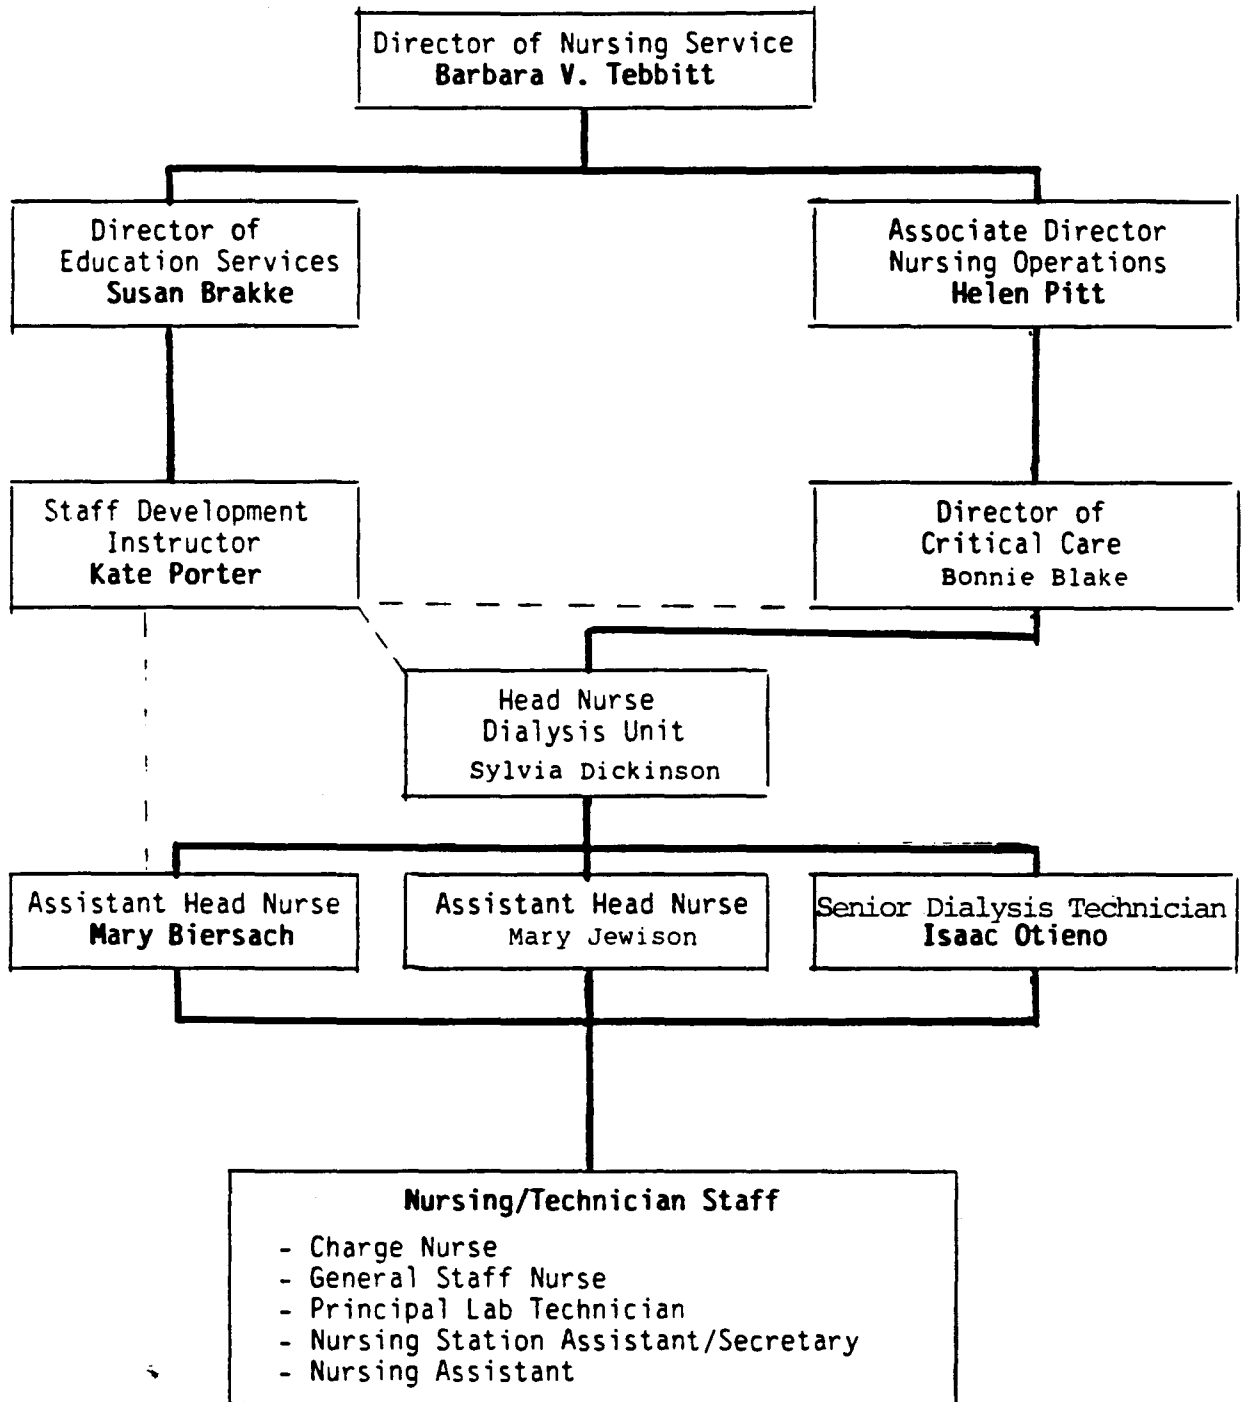 Director of Nursing Service
Barbara V. Tebbitt
Director of
Education Services
Susan Brakke
Associate Director
Nursing Operations
Helen Pitt
Staff Development
Instructor
Kate Porter
Director of
Critical Care
Bonnie Blake
Head Nurse
Dialysis Unit
Sylvia Dickinson
Assistant Head Nurse
Mary Biersach
Assistant Head Nurse
Mary Jewison
Senior Dialysis Technician
Isaac Otieno
Nursing/Technician Staff
- Charge Nurse
- General Staff Nurse
- Principal Lab Technician
- Nursing Station Assistant/Secretary
- Nursing Assistant